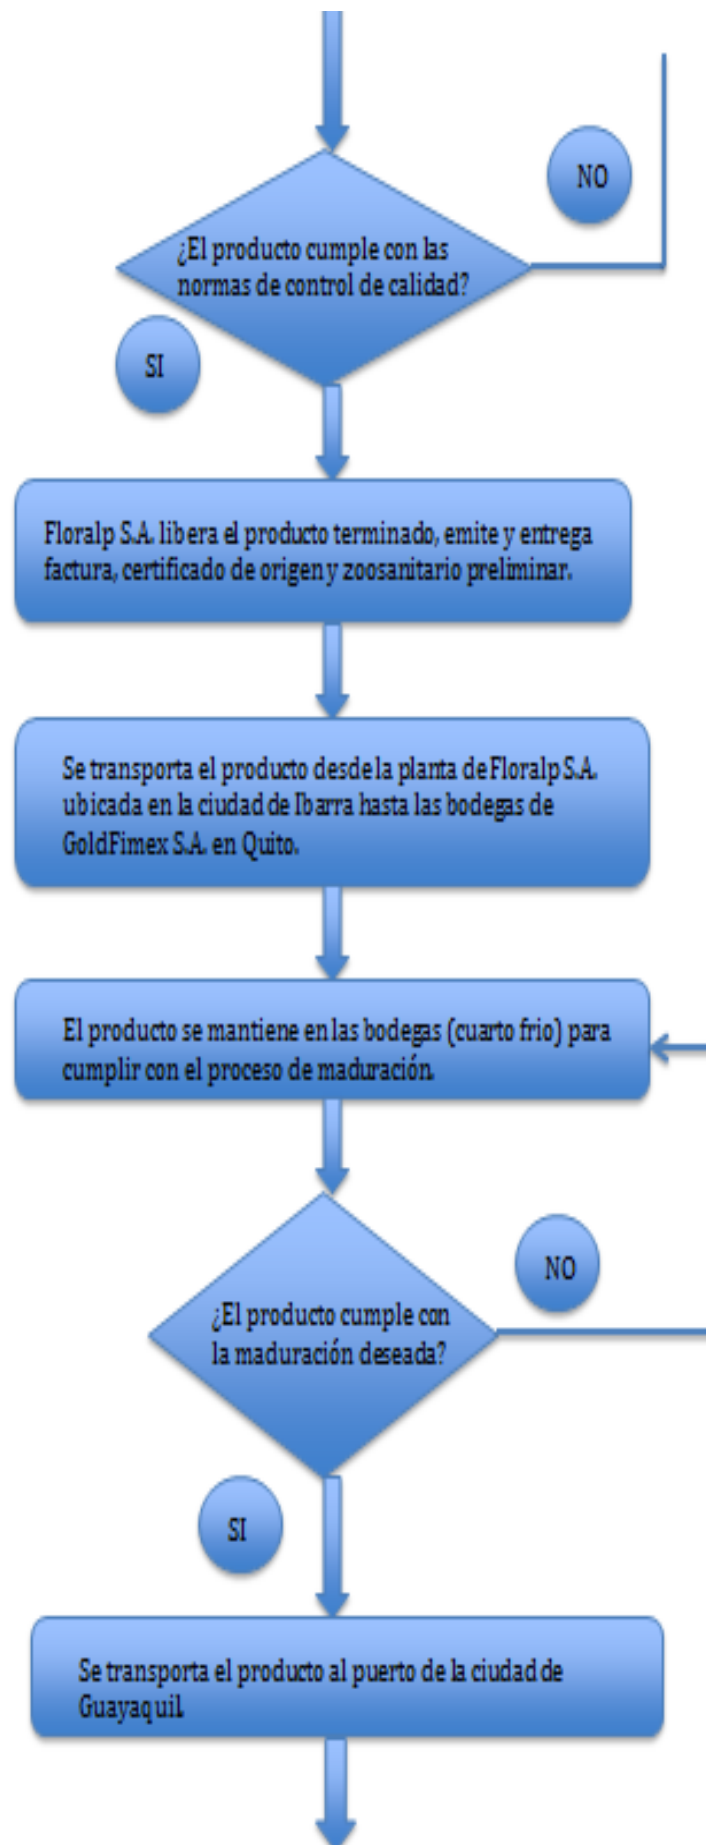 NO
¿El producto cumple con las
normas de control de calidad?
SI
Floralp S.A. libera el producto terminado, emite y entrega
factura, certificado de origen y zoosanitario preliminar.
Se transporta el producto desde la planta de Floralp S.A.
ubicada en la ciudad de Ibarra hasta las bodegas de
GoldFimex S.A. en Quito.
El producto se mantiene en las bodegas (cuarto frio) para
cumplir con el proceso de maduración.
NO
¿El producto cumple con
la maduración deseada?
SI
Se transporta el producto al puerto de la ciudad de
Guayaquil.